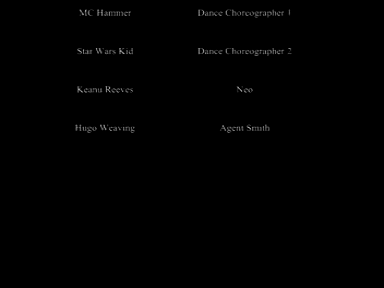 MC Hammer Dance Choreographer 1
Star Wars Kid Dance Choreographer 2
Keanu Reeves Neo
Hugo Weaving Agent Smith